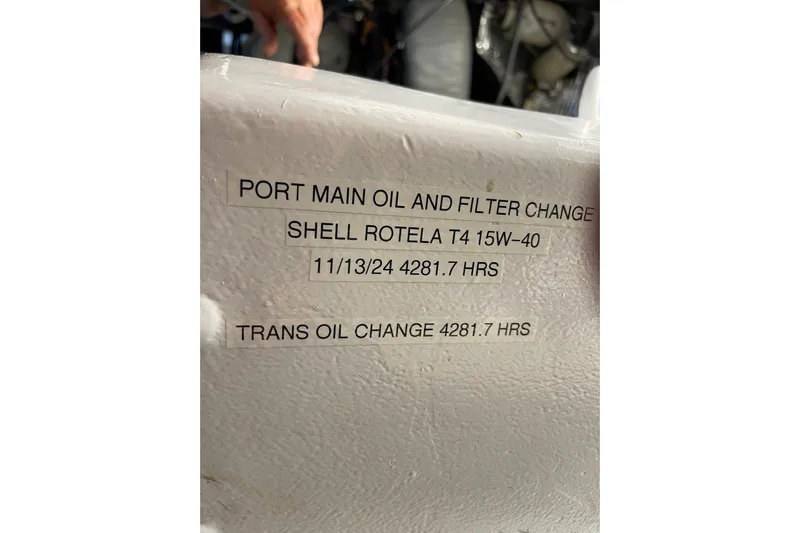 PORT MAIN OIL AND FILTER CHANGE
SHELL ROTELA T4 15W-40
11/13/24 4281.7 HRS
TRANS OIL CHANGE 4281.7 HRS